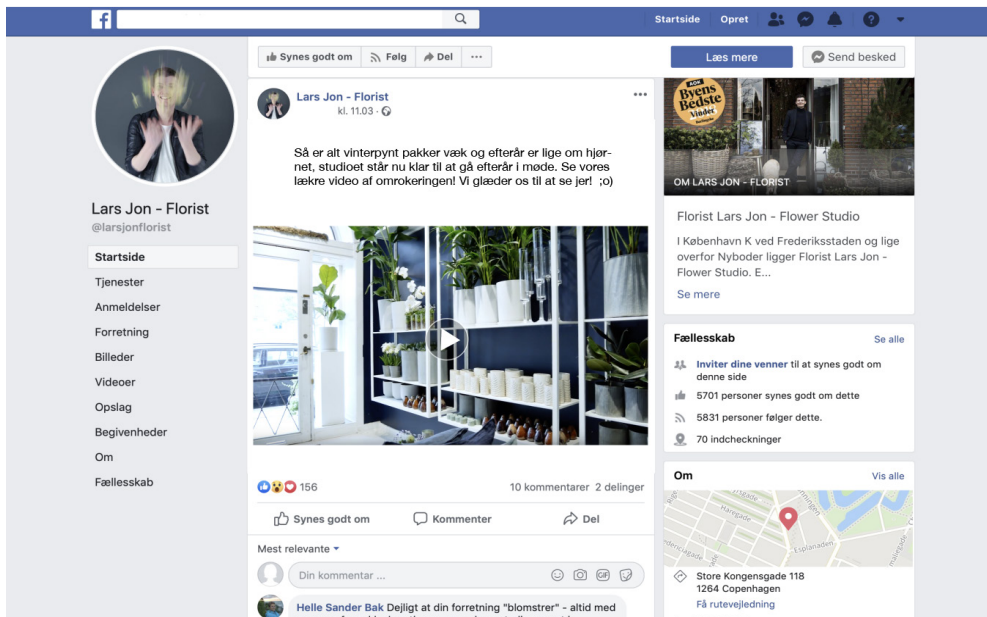 f
Startside Opret
Lars Jon - Florist
@larsjonflorist
Startside
Tjenester
Anmeldelser
Forretning
Billeder
Videoer
Opslag
Begivenheder
Om
Fællesskab
Synes godt om Følg Del ...
Læs mere Send besked
Lars Jon - Florist
kl. 11.03 ·
Så er alt vinterpynt pakker væk og efterår er lige om hjør-
net, studioet står nu klar til at gå efterår i møde. Se vores
lækre video af omrokeringen! Vi glæder os til at se jer! ;o)
156
10 kommentarer 2 delinger
Synes godt om Kommenter Del
Mest relevante
Din kommentar ...
GIF
Helle Sander Bak Dejligt at din forretning "blomstrer" - altid med
AOK
Byens
Bedste
Vinder
OM LARS JON - FLORIST
Florist Lars Jon - Flower Studio
I København K ved Frederiksstaden og lige
overfor Nyboder ligger Florist Lars Jon -
Flower Studio. E...
Se mere
Fællesskab Se alle
Inviter dine venner til at synes godt om
denne side
5701 personer synes godt om dette
5831 personer følger dette.
70 indcheckninger
Om Vis alle
Haregade
Esplanaden
Store Kongensgade 118
1264 Copenhagen
Få rutevejledning